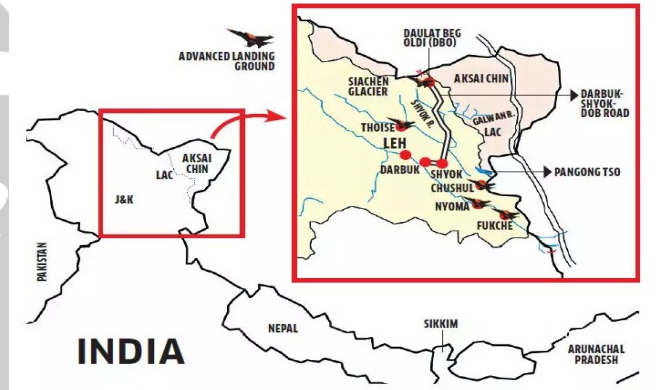 ADVANCED LANDING
GROUND
DAULAT BEG
OLDI (DBO)
SIACHEN
GLACIER
AKSAI CHIN
SHYOK R.
GALWAN R.
LAC
DARBUK-
SHYOK-
DOB ROAD
THOISE
LEH
DARBUK
SHYOK
PANGONG TSO
CHUSHUL
NYOMA
FUKCHE
AKSAI
CHIN
LAC
J&K
PAKISTAN
INDIA
NEPAL
SIKKIM
ARUNACHAL
PRADESH